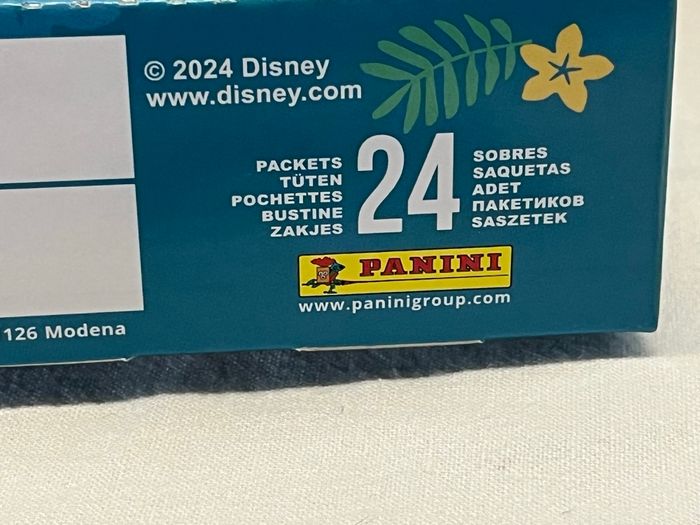 © 2024 Disney
www.disney.com
PACKETS
TÜTEN
POCHETTES
BUSTINE
ZAKJES
24
SOBRES
SAQUETAS
ADET
ПАКЕТИКОВ
SASZETEK
PANINI
www.paninigroup.com
126 Modena